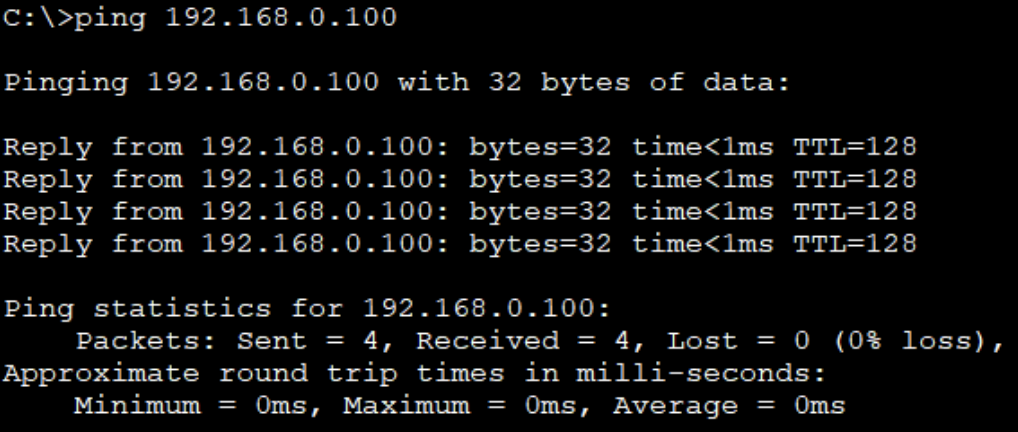 C:\>ping 192.168.0.100
Pinging 192.168.0.100 with 32 bytes of data:
Reply from 192.168.0.100: bytes=32 time<1ms TTL=128
Reply from 192.168.0.100: bytes=32 time<1ms TTL=128
Reply from 192.168.0.100: bytes=32 time<1ms TTL=128
Reply from 192.168.0.100: bytes=32 time<1ms TTL=128
Ping statistics for 192.168.0.100:
Packets: Sent = 4, Received = 4, Lost = 0 (0% loss),
Approximate round trip times in milli-seconds:
Minimum = 0ms, Maximum = 0ms, Average = 0ms